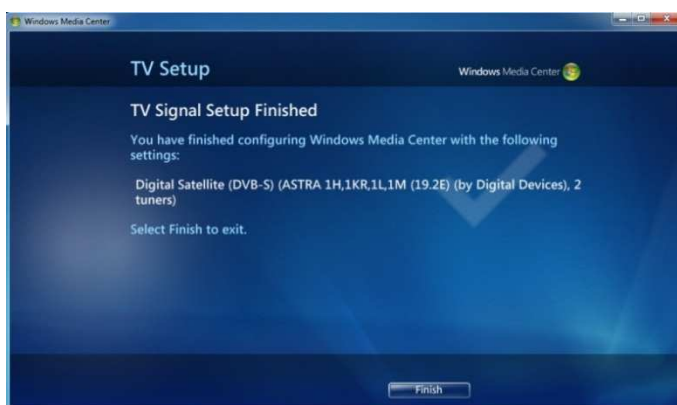 Windows Media Center
TV Setup
Windows Media Center
TV Signal Setup Finished
You have finished configuring Windows Media Center with the following
settings:
Digital Satellite (DVB-S) (ASTRA 1H,1KR,1L,1M (19.2E) (by Digital Devices), 2
tuners)
Select Finish to exit.
Finish